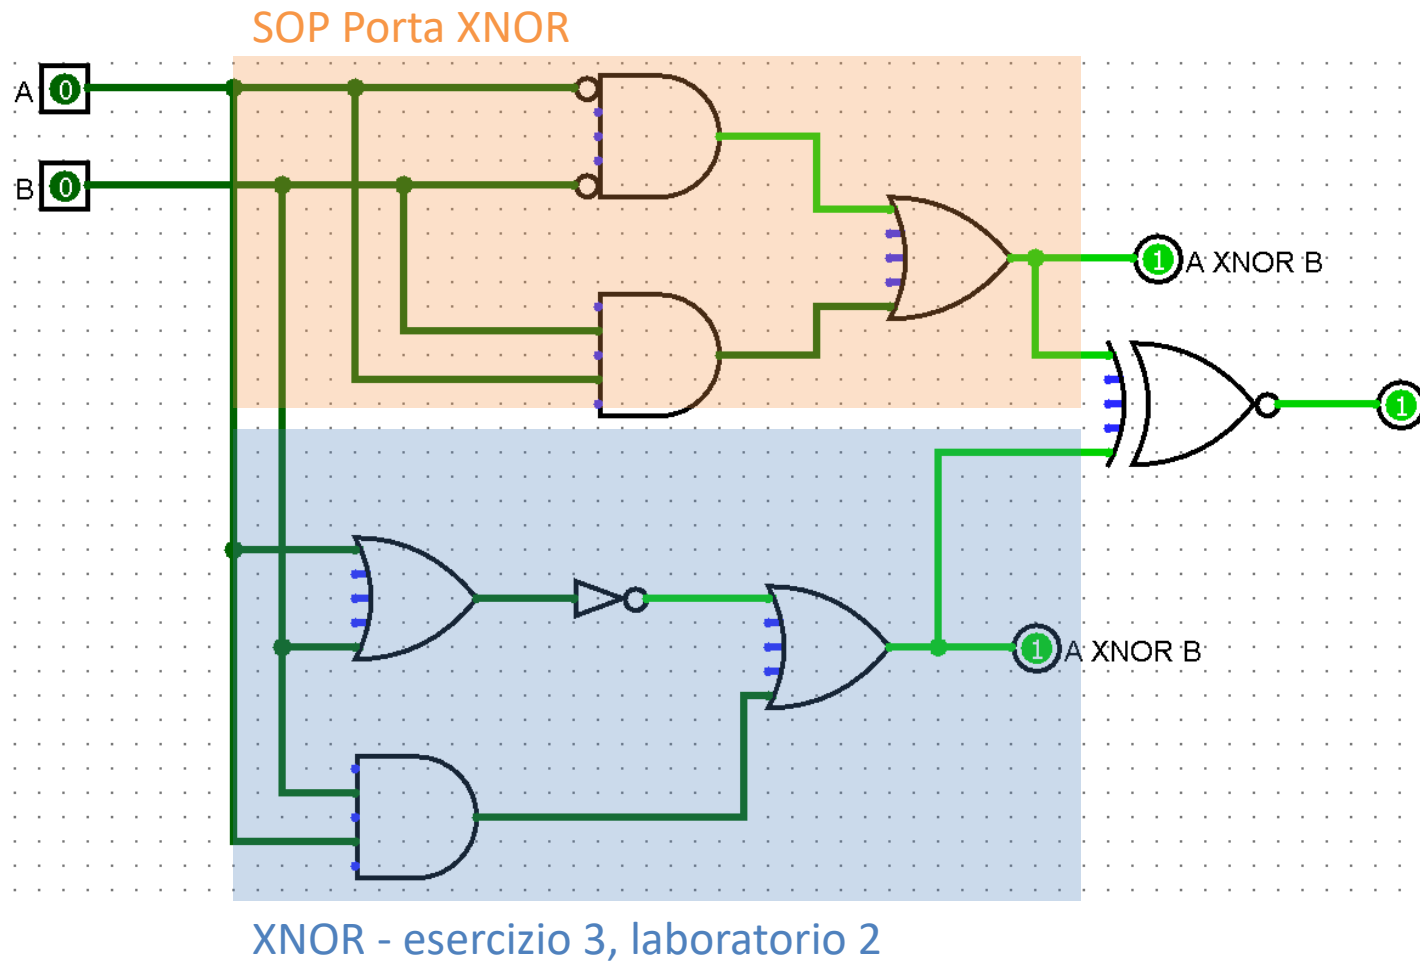 SOP Porta XNOR
A 0
B 0
1 A XNOR B
1
1 A XNOR B
XNOR - esercizio 3, laboratorio 2